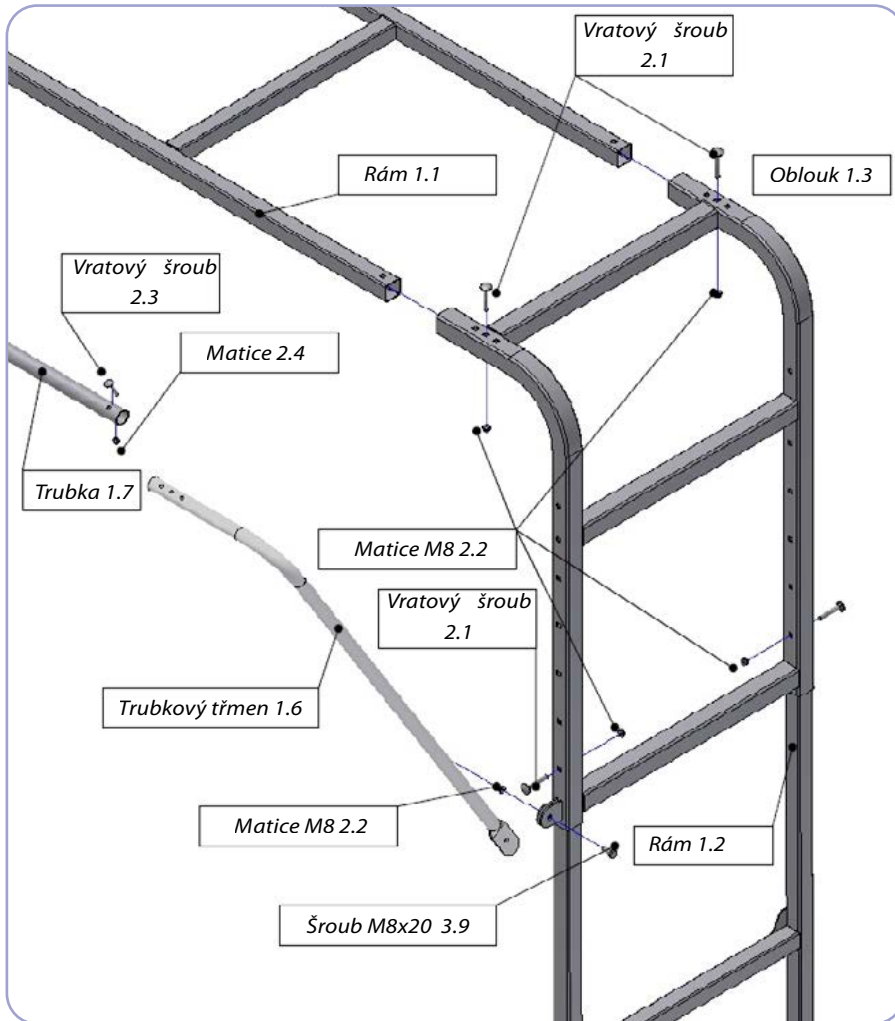 Vratový šroub
2.1
Rám 1.1
Oblouk 1.3
Vratový šroub
2.3
Matice 2.4
Trubka 1.7
Matice M8 2.2
Vratový šroub
2.1
Trubkový třmen 1.6
Matice M8 2.2
Rám 1.2
Šroub M8x20 3.9